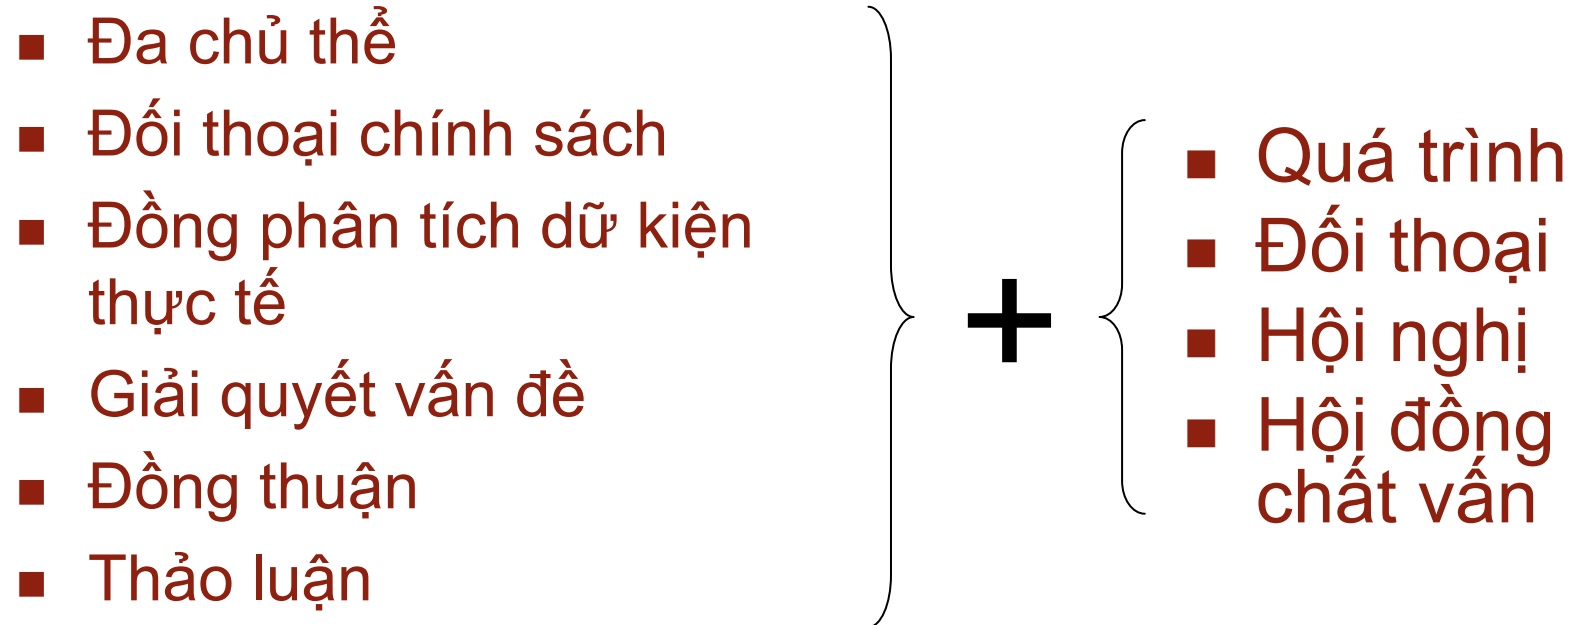 Đa chủ thể
Đối thoại chính sách
Đồng phân tích dữ kiện
thực tế
Giải quyết vấn đề
Đồng thuận
Thảo luận
+
Quá trình
Đối thoại
Hội nghị
Hội đồng
chất vấn